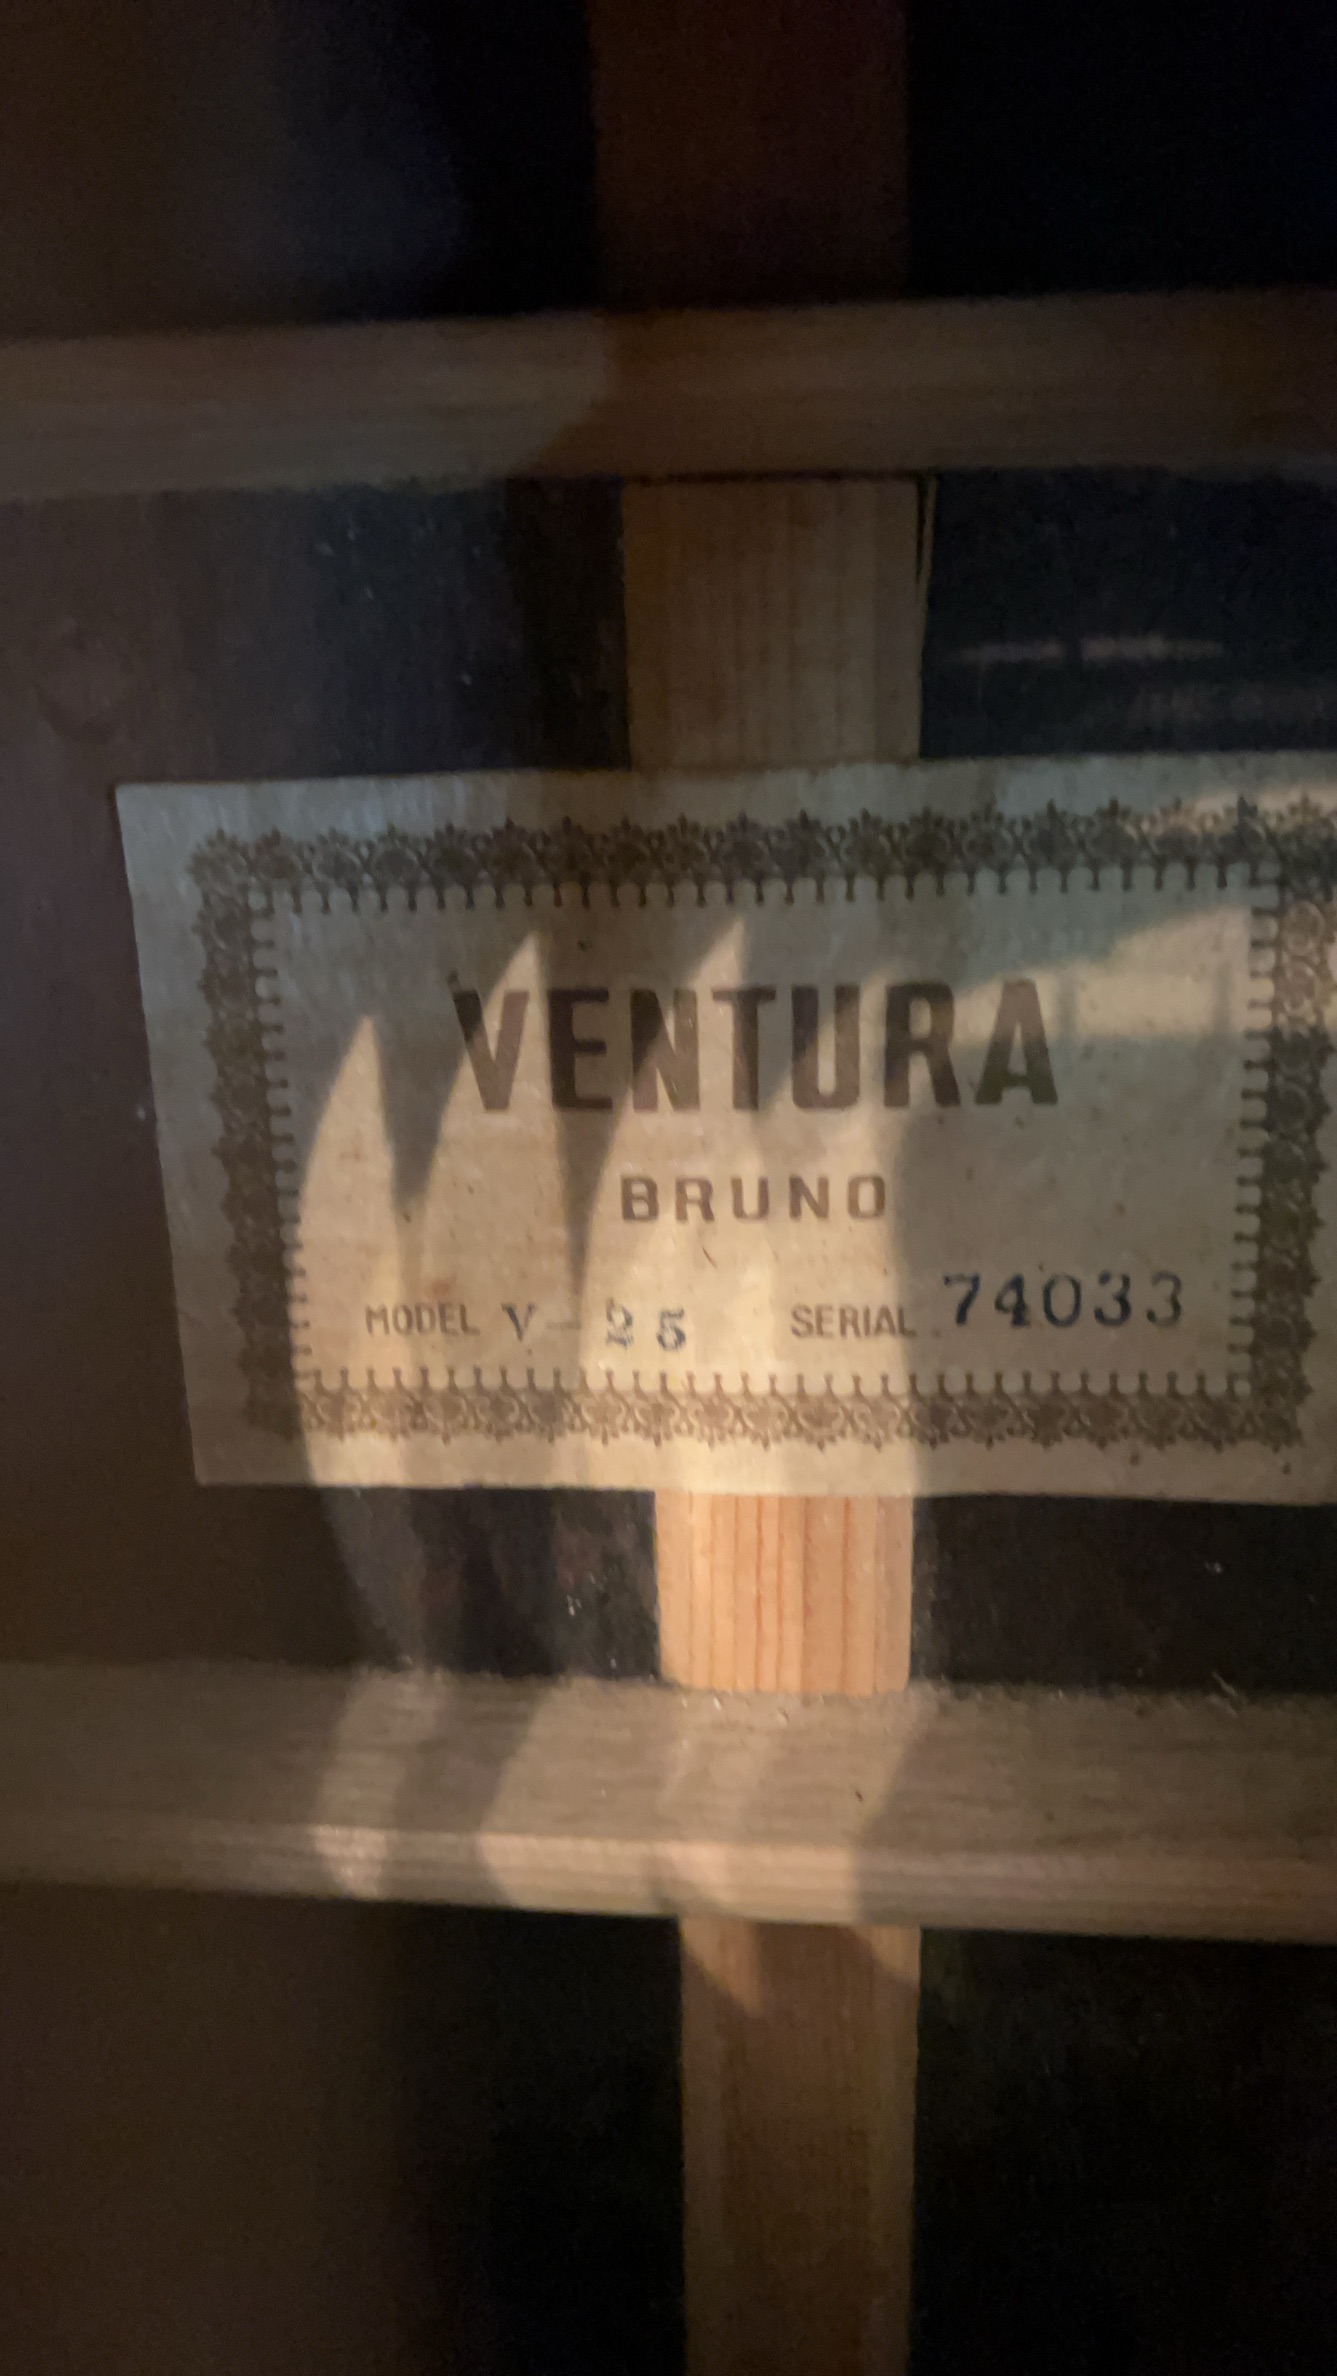 VENTURA
BRUNO
MODEL V-25 SERIAL 74033